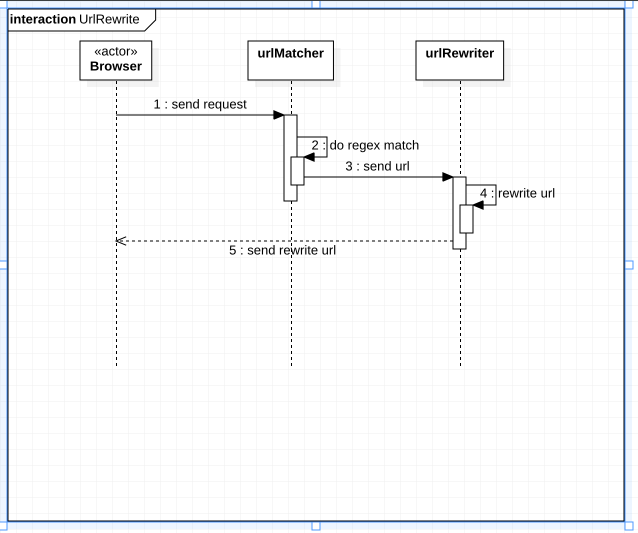 interaction UrlRewrite
«actor»
Browser
urlMatcher
urlRewriter
1 : send request
2 : do regex match
3 : send url
4 : rewrite url
5 : send rewrite url